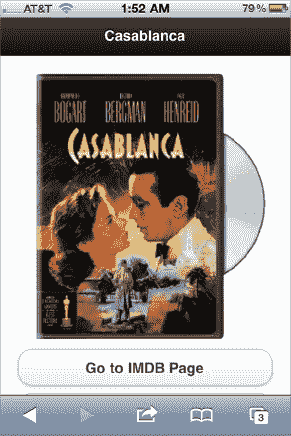 AT&T 1:52 AM 79%
Casablanca
BOGART BERGMAN HENREID
CASABLANCA
Go to IMDB Page
3